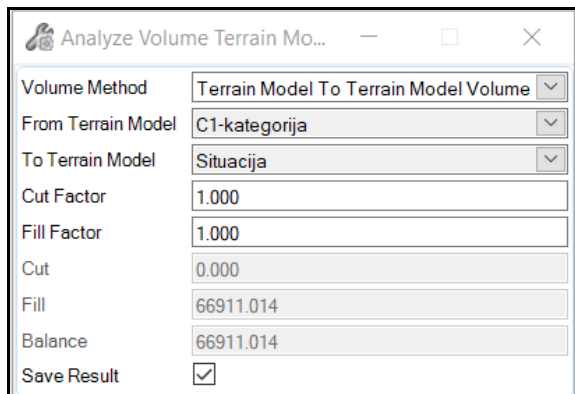 Analyze Volume Terrain Mo...
Volume Method Terrain Model To Terrain Model Volume
From Terrain Model C1-kategorija
To Terrain Model Situacija
Cut Factor 1.000
Fill Factor 1.000
Cut 0.000
Fill 66911.014
Balance 66911.014
Save Result